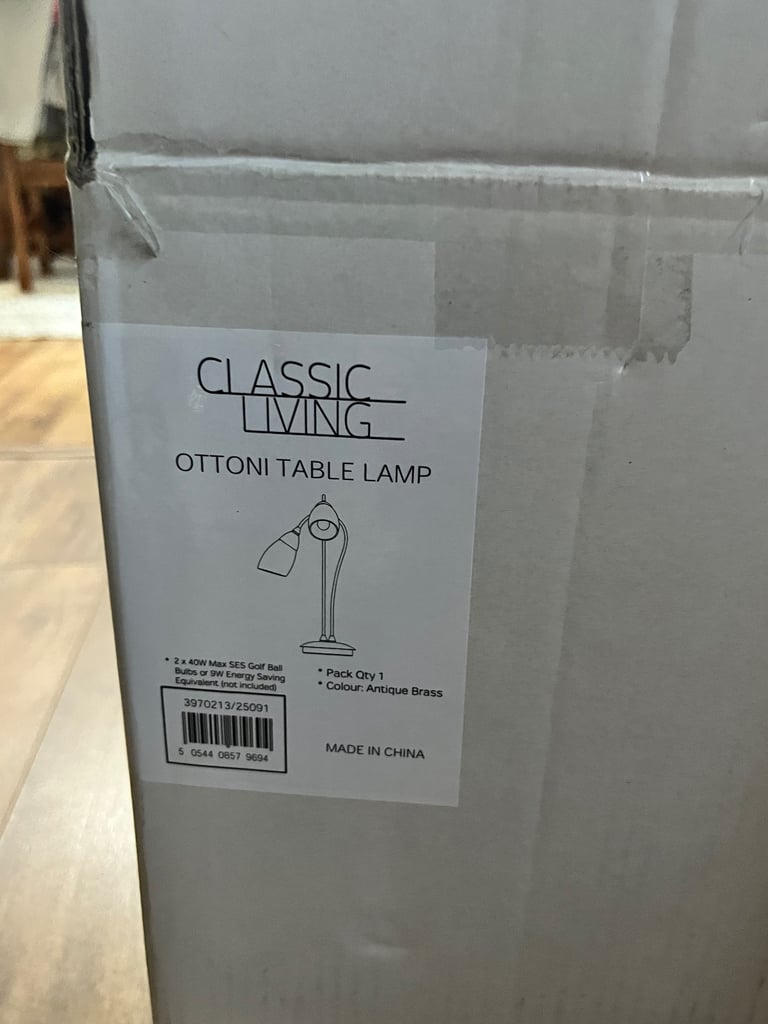 CLASSIC
LIVING
OTTONI TABLE LAMP
* 2 x 40W Max SES Golf Ball
Bulbs or 9W Energy Saving
Equivalent (not included)
* Pack Qty 1
* Colour: Antique Brass
3970213/25091
5 0544 0857 9694
MADE IN CHINA